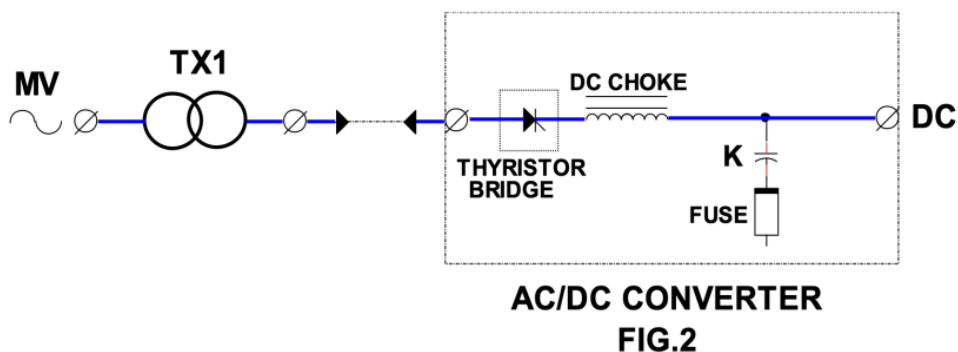 MV
TX1
DC CHOKE
DC
THYRISTOR
BRIDGE
K
FUSE
AC/DC CONVERTER
FIG.2